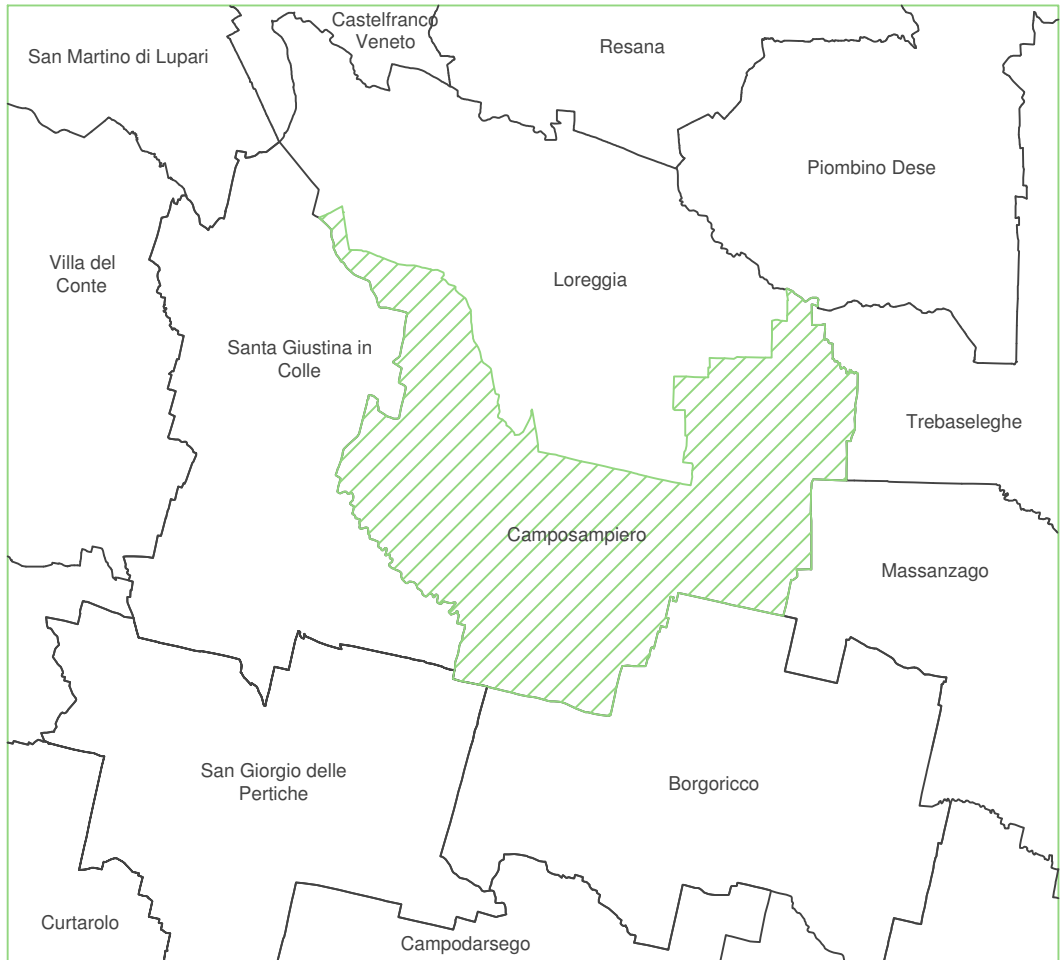 Castelfranco
Veneto
Resana
San Martino di Lupari
Piombino Dese
Villa del
Conte
Loreggia
Santa Giustina in
Colle
Trebaseleghe
Camposampiero
Massanzago
San Giorgio delle
Pertiche
Borgoricco
Curtarolo
Campodarsego